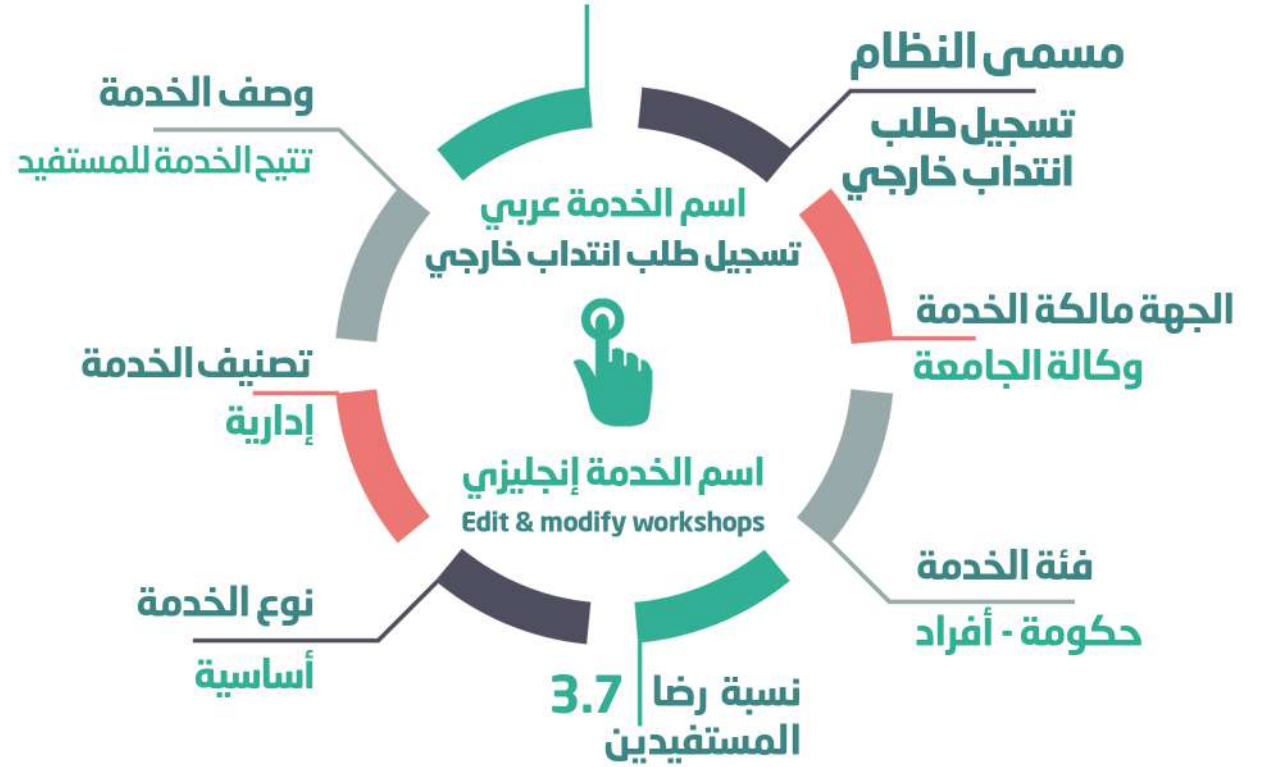 مسمى النظام
تسجيل طلب
انتداب خارجي
وصف الخدمة
تتيح الخدمة للمستفيد
اسم الخدمة عربي
تسجيل طلب انتداب خارجي
الجهة مالكة الخدمة
وكالة الجامعة
تصنيف الخدمة
إدارية
اسم الخدمة إنجليزي
Edit & modify workshops
فئة الخدمة
حكومة - أفراد
نوع الخدمة
أساسية
نسبة رضا 3.7
المستفيدين